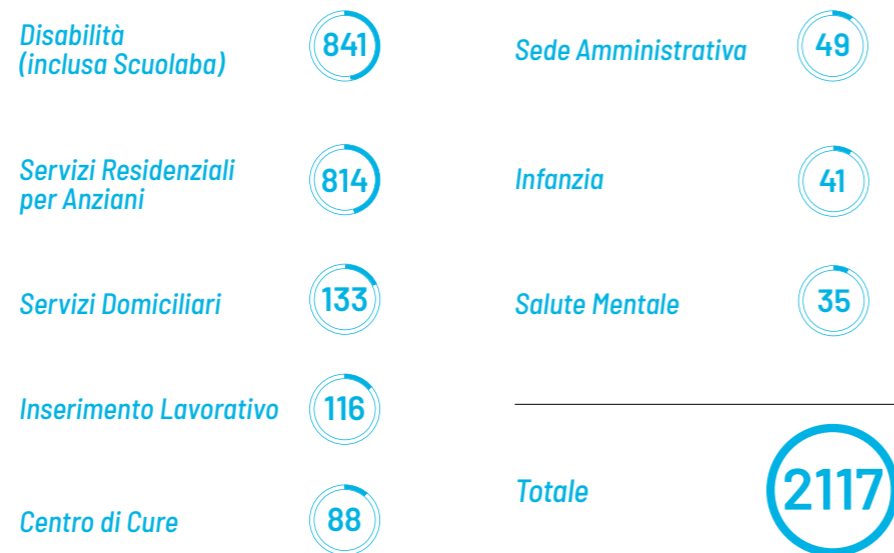 Disabilità
(inclusa Scuolaba)
841
Servizi Residenziali
per Anziani
814
Servizi Domiciliari
133
Inserimento Lavorativo
116
Centro di Cure
88
Sede Amministrativa
49
Infanzia
41
Salute Mentale
35
Totale
2117